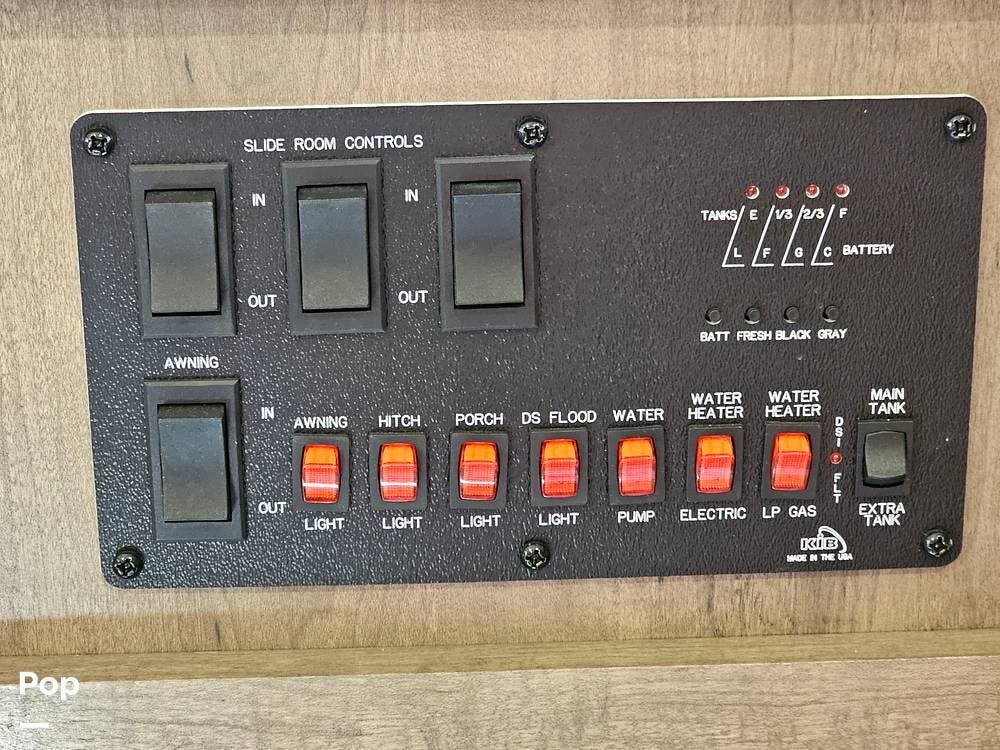 SLIDE ROOM CONTROLS
IN IN
OUT OUT
TANKS E 1/3 2/3 F
L F G C BATTERY
BATT FRESH BLACK GRAY
AWNING
IN
OUT
AWNING HITCH PORCH DS FLOOD WATER
LIGHT LIGHT LIGHT LIGHT PUMP
WATER HEATER
ELECTRIC
WATER HEATER
LP GAS
DSI FLT
MAIN
TANK
EXTRA
TANK
KIB
MADE IN THE USA
Pop